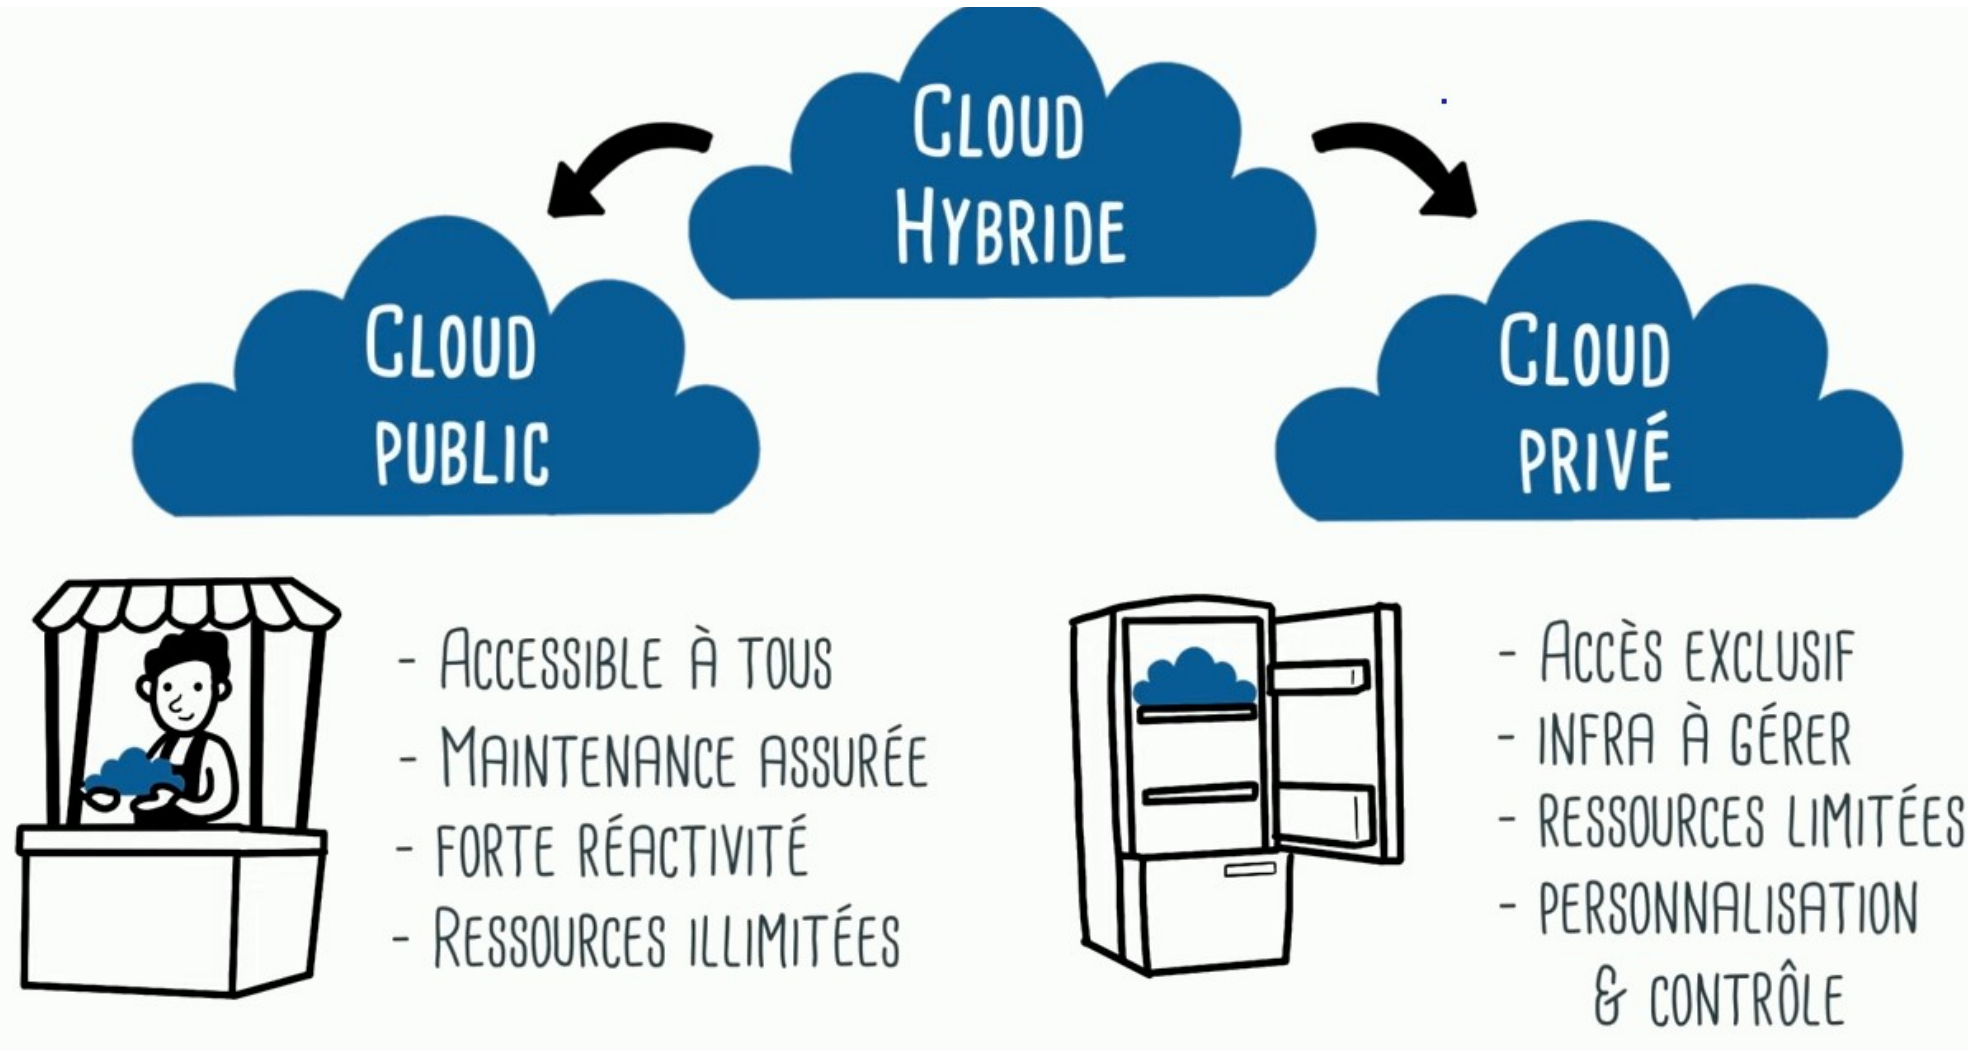 CLOUD
HYBRIDE
CLOUD
PUBLIC
CLOUD
PRIVÉ
- ACCESSIBLE À TOUS
- MAINTENANCE ASSURÉE
- FORTE RÉACTIVITÉ
- RESSOURCES ILLIMITÉES
- ACCÈS EXCLUSIF
- INFRA À GÉRER
- RESSOURCES LIMITÉES
- PERSONNALISATION
& CONTRÔLE